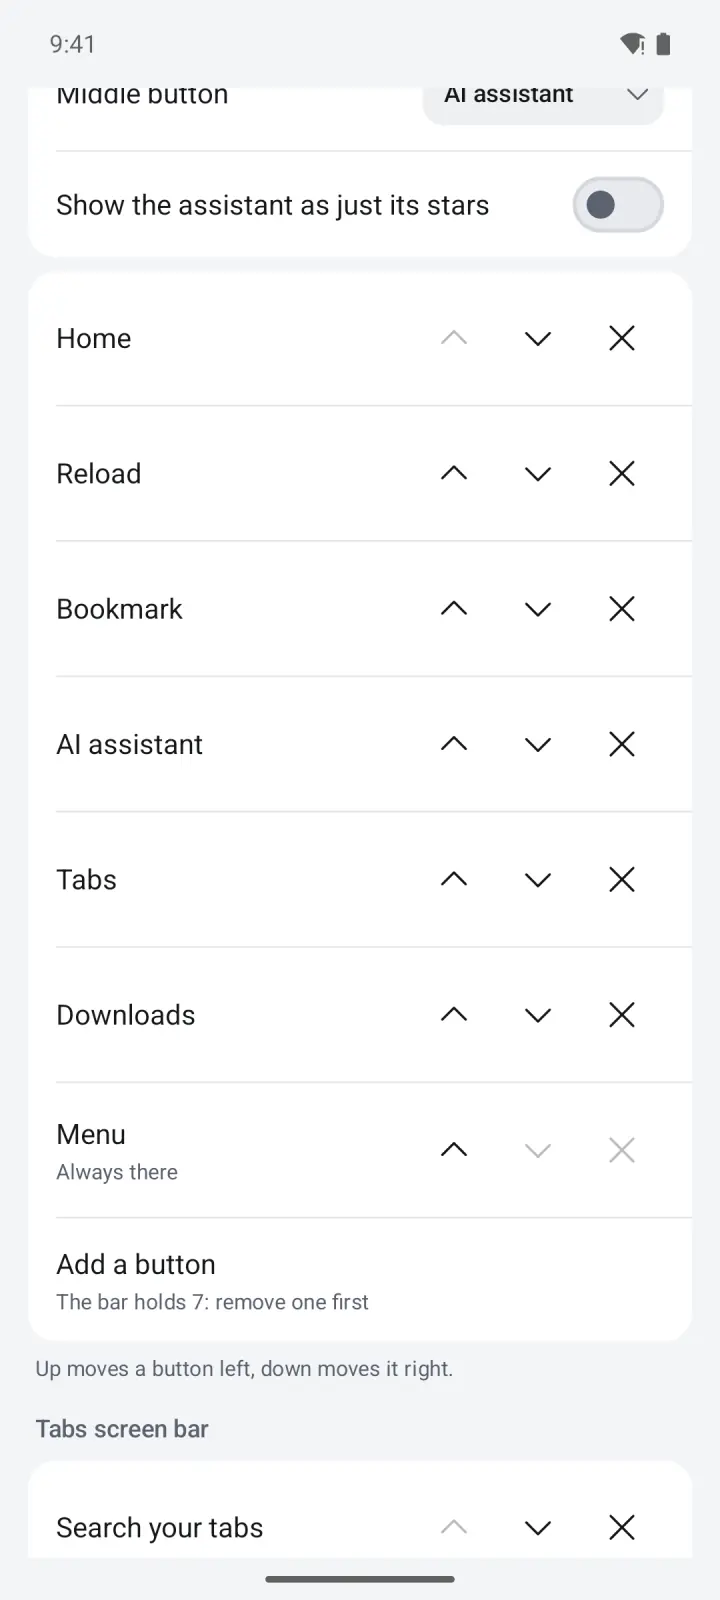 9:41
Middle button
AI assistant
Show the assistant as just its stars
Home
Reload
Bookmark
AI assistant
Tabs
Downloads
Menu
Always there
Add a button
The bar holds 7: remove one first
Up moves a button left, down moves it right.
Tabs screen bar
Search your tabs